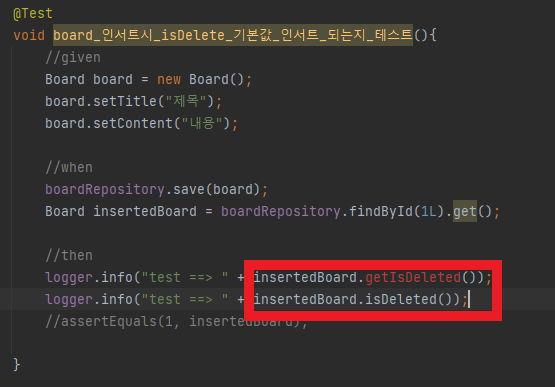 @Test
void board_인서트시_isDelete_기본값_인서트_되는지_테스트(){
//given
Board board = new Board();
board.setTitle("제목");
board.setContent("내용");
//when
boardRepository.save(board);
Board insertedBoard = boardRepository.findById(1L).get();
//then
logger.info("test ==> " + insertedBoard.getIsDeleted());
logger.info("test ==> " + insertedBoard.isDeleted());
//assertEquals(1, insertedBoard);
}